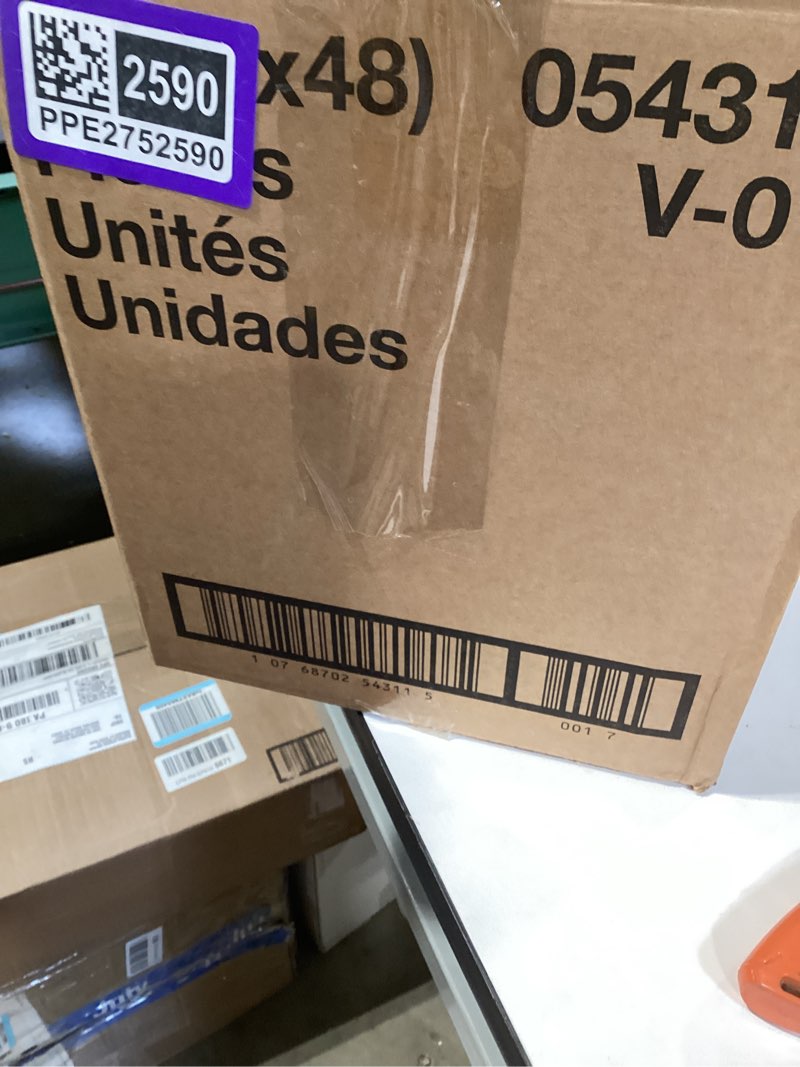 2590
PPE2752590
x48)
05431
V-0
Unités
Unidades
1 07 68702 54311 5
001 7